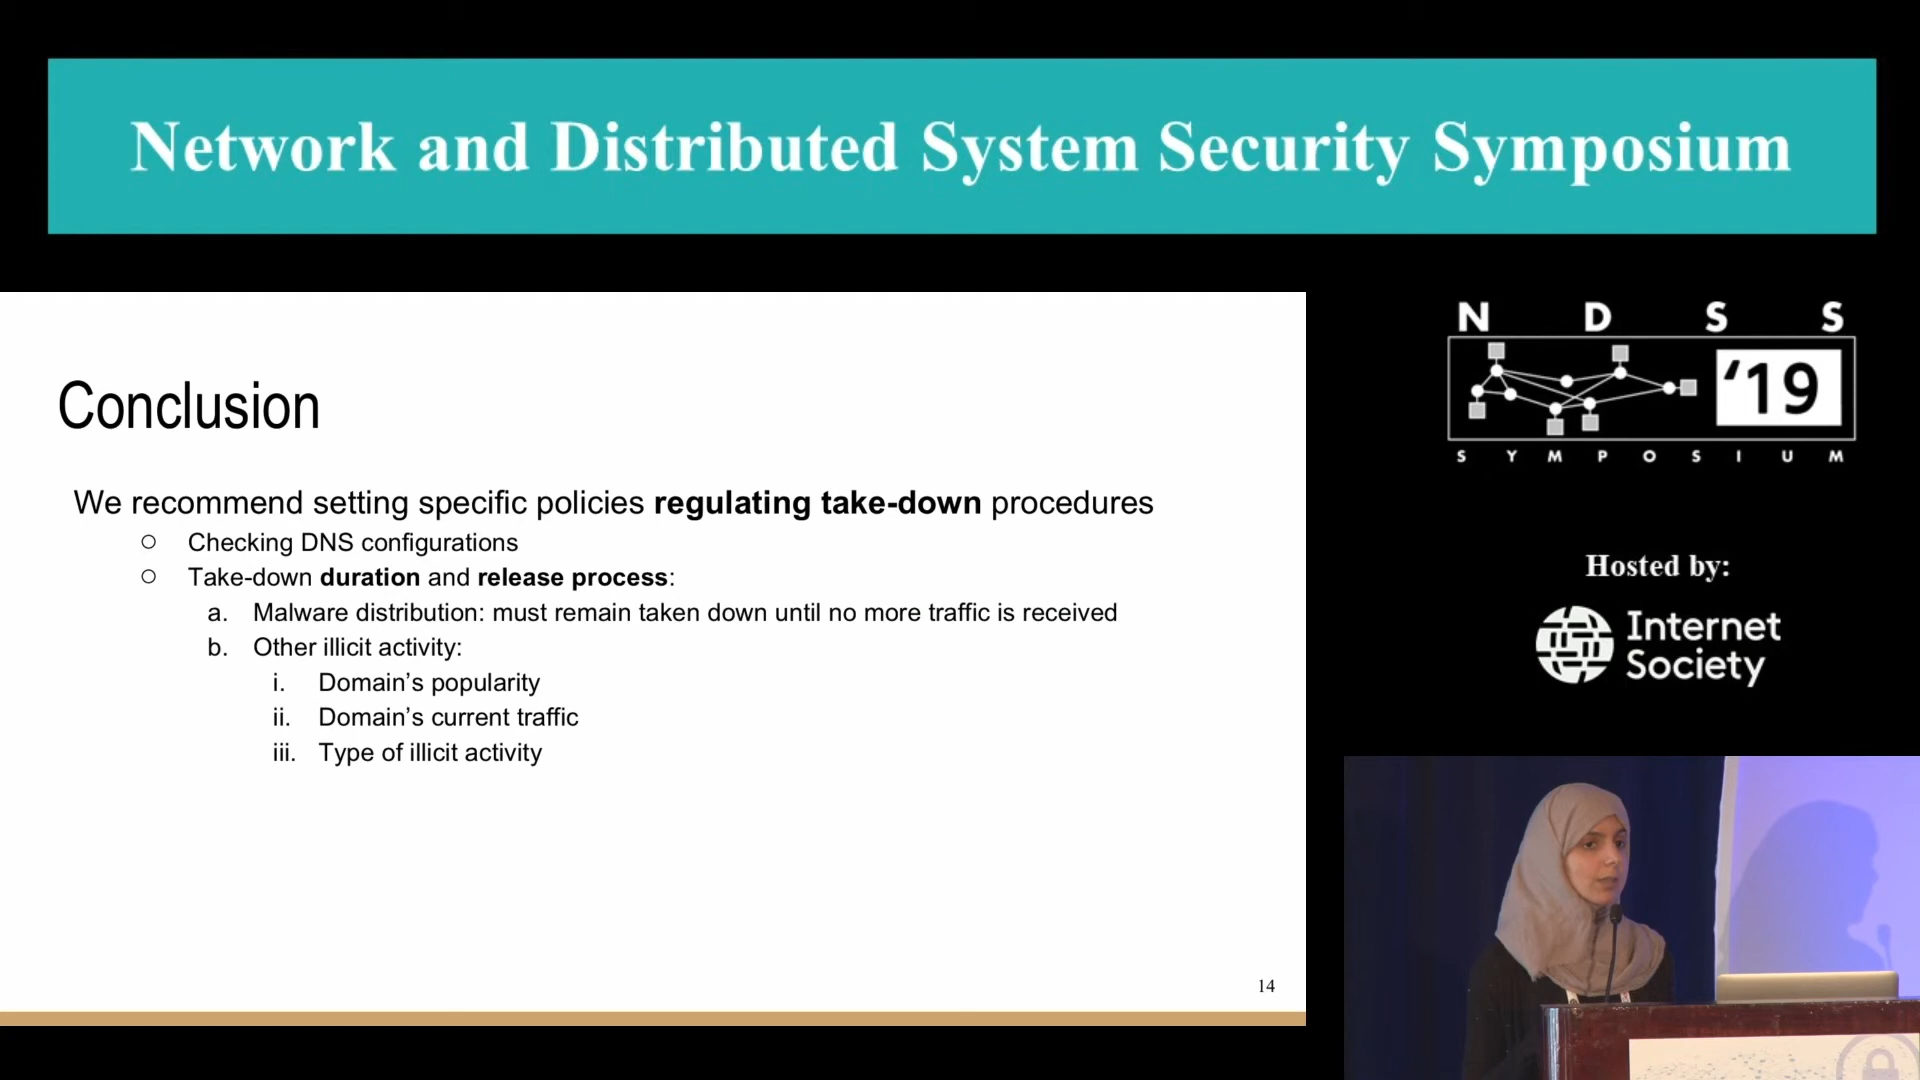 Network and Distributed System Security Symposium
N D S S
'19
S Y M P O S I U M
Hosted by:
Internet
Society
Conclusion
We recommend setting specific policies regulating take-down procedures
○ Checking DNS configurations
○ Take-down duration and release process:
a. Malware distribution: must remain taken down until no more traffic is received
b. Other illicit activity:
i. Domain’s popularity
ii. Domain’s current traffic
iii. Type of illicit activity
14